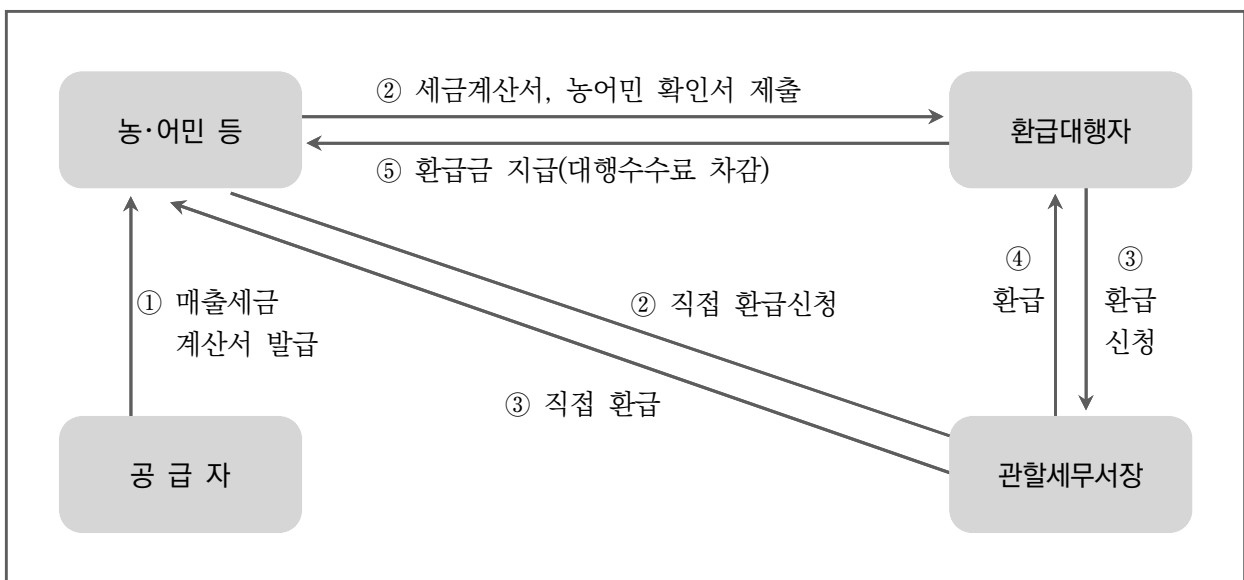 ② 세금계산서, 농어민 확인서 제출
농·어민 등
환급대행자
⑤ 환급금 지급(대행수수료 차감)
① 매출세금
계산서 발급
② 직접 환급신청
③ 직접 환급
④
환급
③
환급
신청
공 급 자
관할세무서장